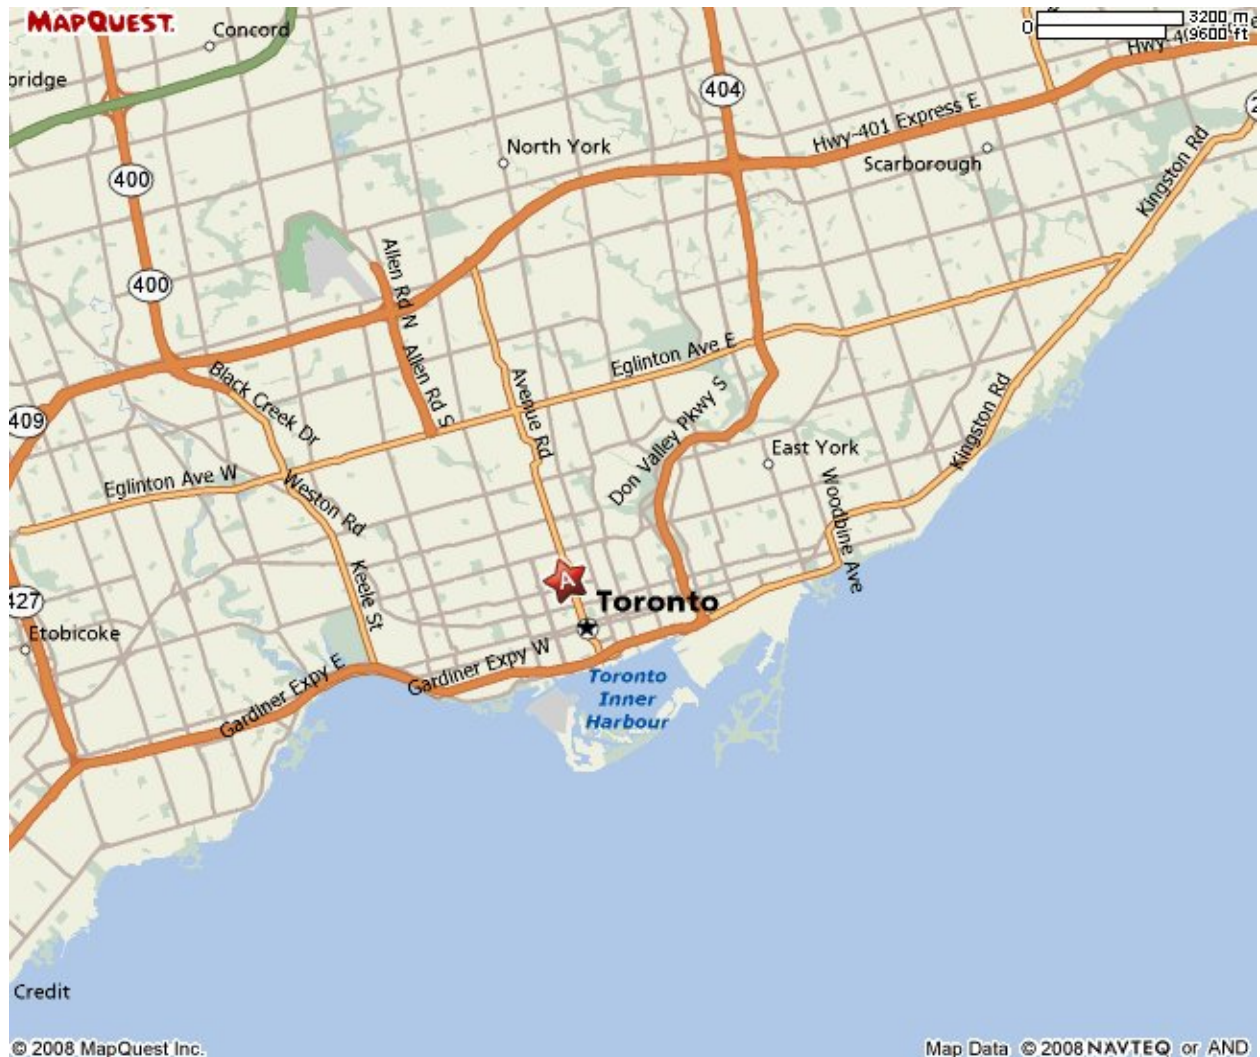 MAPQUEST.
Concord
3200 m
0
9600 ft
bridge
404
Hwy-401 Express E
North York
Scarborough
400
Kingston Rd
400
Allen Rd N
Eglinton Ave E
Allen Rd S
Black Creek Dr
Avenue Rd
409
Don Valley Pkwy S
East York
Kingston Rd
Eglinton Ave W
Weston Rd
Woodbine Ave
Keele St
A
Toronto
427
Etobicoke
Gardiner Expy E
Gardiner Expy W
Toronto
Inner
Harbour
Credit
© 2008 MapQuest Inc.
Map Data © 2008 NAVTEQ or AND